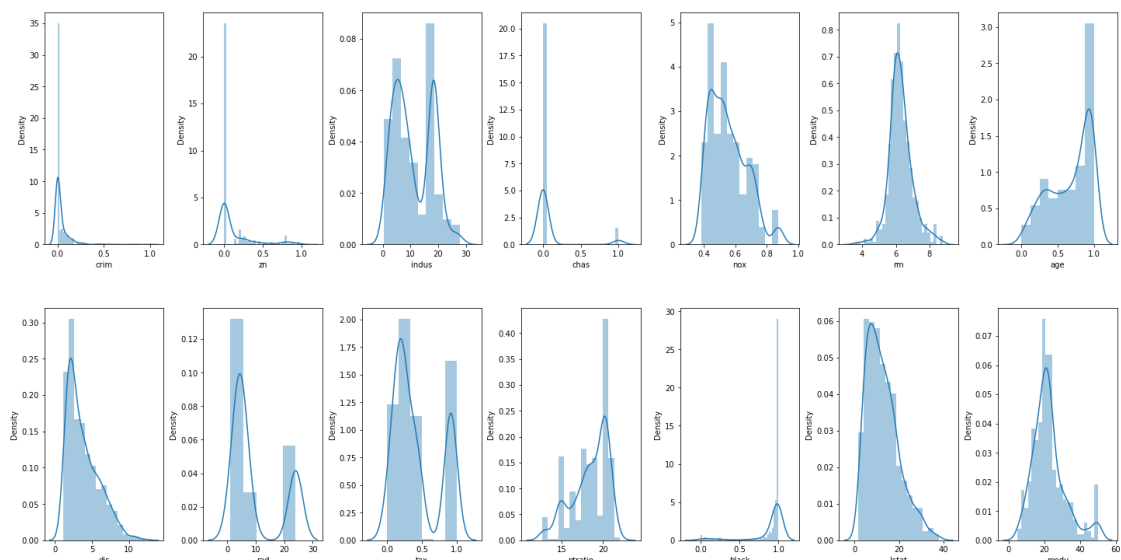 35
30
25
20
15
10
5
0
Density
0.0 0.5 1.0
crim
20
15
10
5
0
Density
0.0 0.5 1.0
zn
0.08
0.06
0.04
0.02
0.00
Density
0 10 20 30
indus
20.0
17.5
15.0
12.5
10.0
7.5
5.0
2.5
0.0
Density
0.0 0.5 1.0
chas
5
4
3
2
1
0
Density
0.4 0.6 0.8 1.0
nox
0.8
0.7
0.6
0.5
0.4
0.3
0.2
0.1
0.0
Density
4 6 8
rm
3.0
2.5
2.0
1.5
1.0
0.5
0.0
Density
0.0 0.5 1.0
age
0.30
0.25
0.20
0.15
0.10
0.05
0.00
Density
0 5 10
dis
0.12
0.10
0.08
0.06
0.04
0.02
0.00
Density
0 10 20 30
rad
2.00
1.75
1.50
1.25
1.00
0.75
0.50
0.25
0.00
Density
0.0 0.5 1.0
tax
0.40
0.35
0.30
0.25
0.20
0.15
0.10
0.05
0.00
Density
15 20
ptratio
30
25
20
15
10
5
0
Density
0.0 0.5 1.0
black
0.06
0.05
0.04
0.03
0.02
0.01
0.00
Density
0 20 40
lstat
0.07
0.06
0.05
0.04
0.03
0.02
0.01
0.00
Density
0 20 40 60
medv